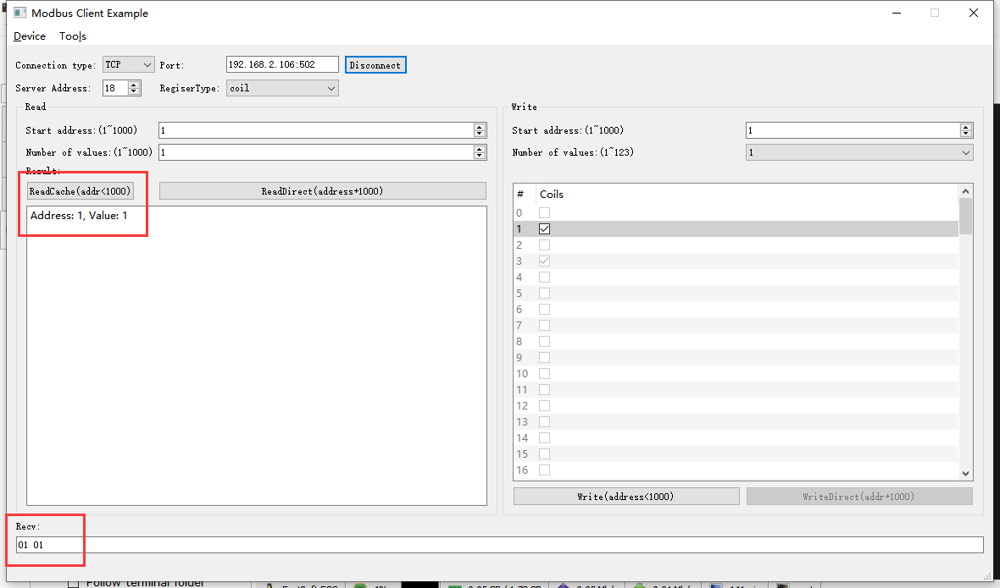 Modbus Client Example
Device Tools
Connection type: TCP Port: 192.168.2.106:502 Disconnect
Server Address: 18 RegiserType: coil
Read
Start address:(1~1000) 1
Number of values:(1~1000) 1
Result:
ReadCache(addr<1000) ReadDirect(address+1000)
Address: 1, Value: 1
Write
Start address:(1~1000) 1
Number of values:(1~123) 1
# Coils
0
1
2
3
4
5
6
7
8
9
10
11
12
13
14
15
16
Write(address<1000) WriteDirect(addr+1000)
Recv:
01 01
Follow terminal folder